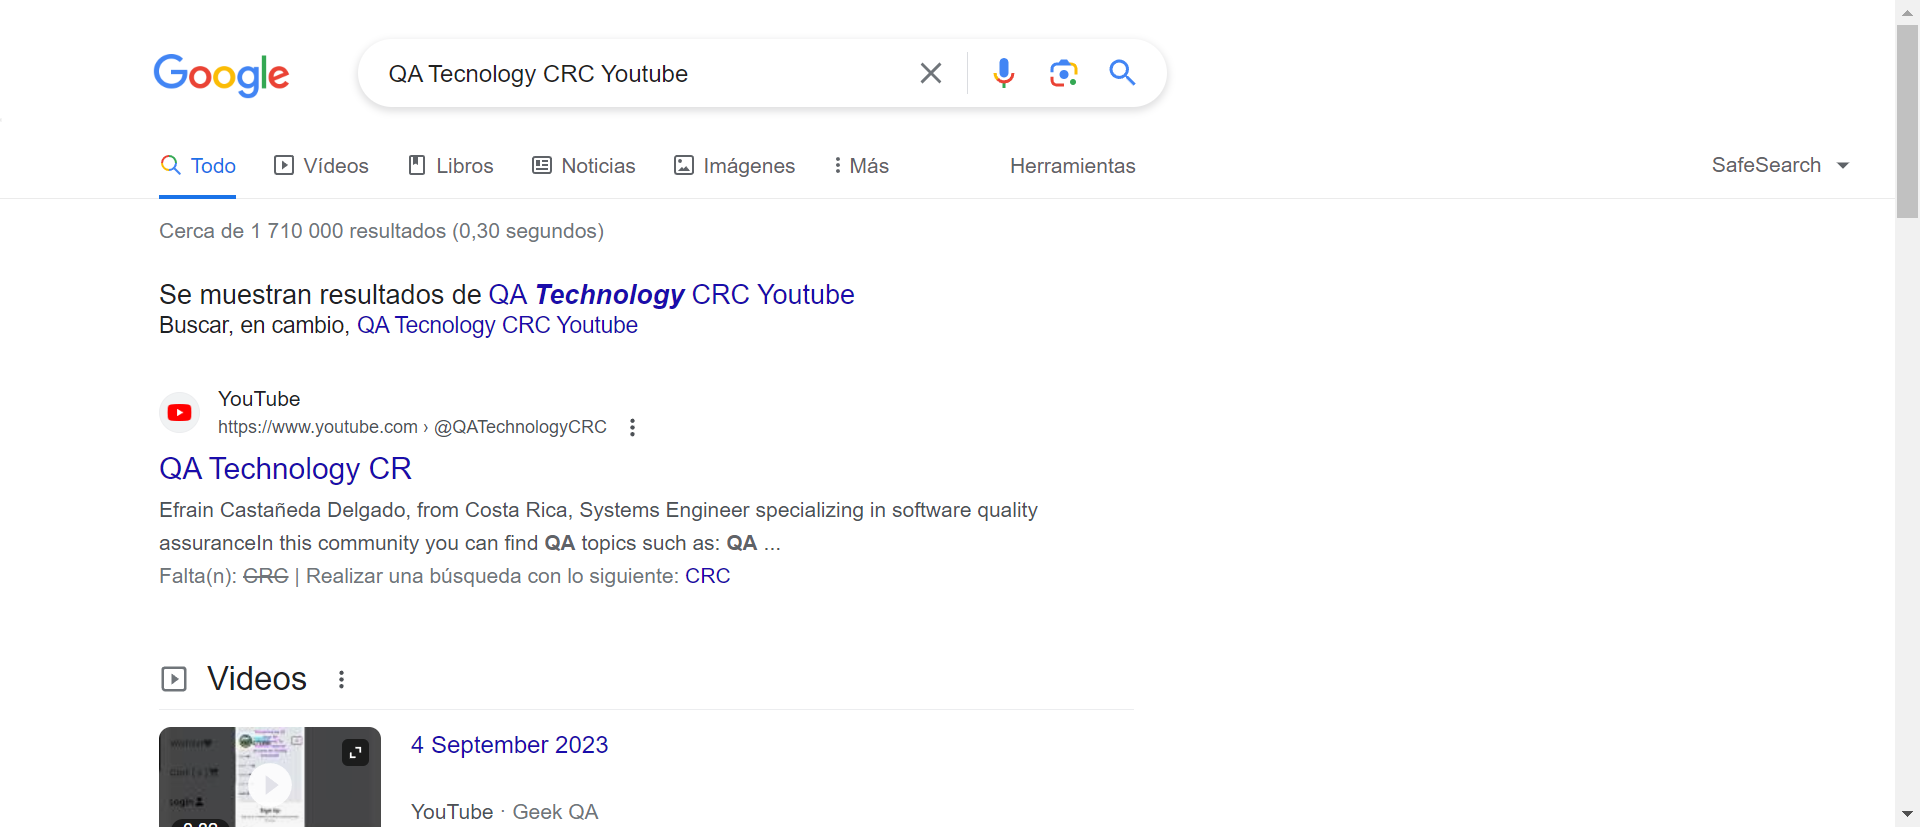 Google
QA Tecnology CRC Youtube
Todo
Vídeos
Libros
Noticias
Imágenes
Más
Herramientas
SafeSearch
Cerca de 1 710 000 resultados (0,30 segundos)
Se muestran resultados de QA Technology CRC Youtube
Buscar, en cambio, QA Tecnology CRC Youtube
YouTube
https://www.youtube.com › @QATechnologyCRC
QA Technology CR
Efrain Castañeda Delgado, from Costa Rica, Systems Engineer specializing in software quality
assuranceIn this community you can find QA topics such as: QA ...
Falta(n): CRC | Realizar una búsqueda con lo siguiente: CRC
Videos
4 September 2023
Login
Sign Up
YouTube · Geek QA